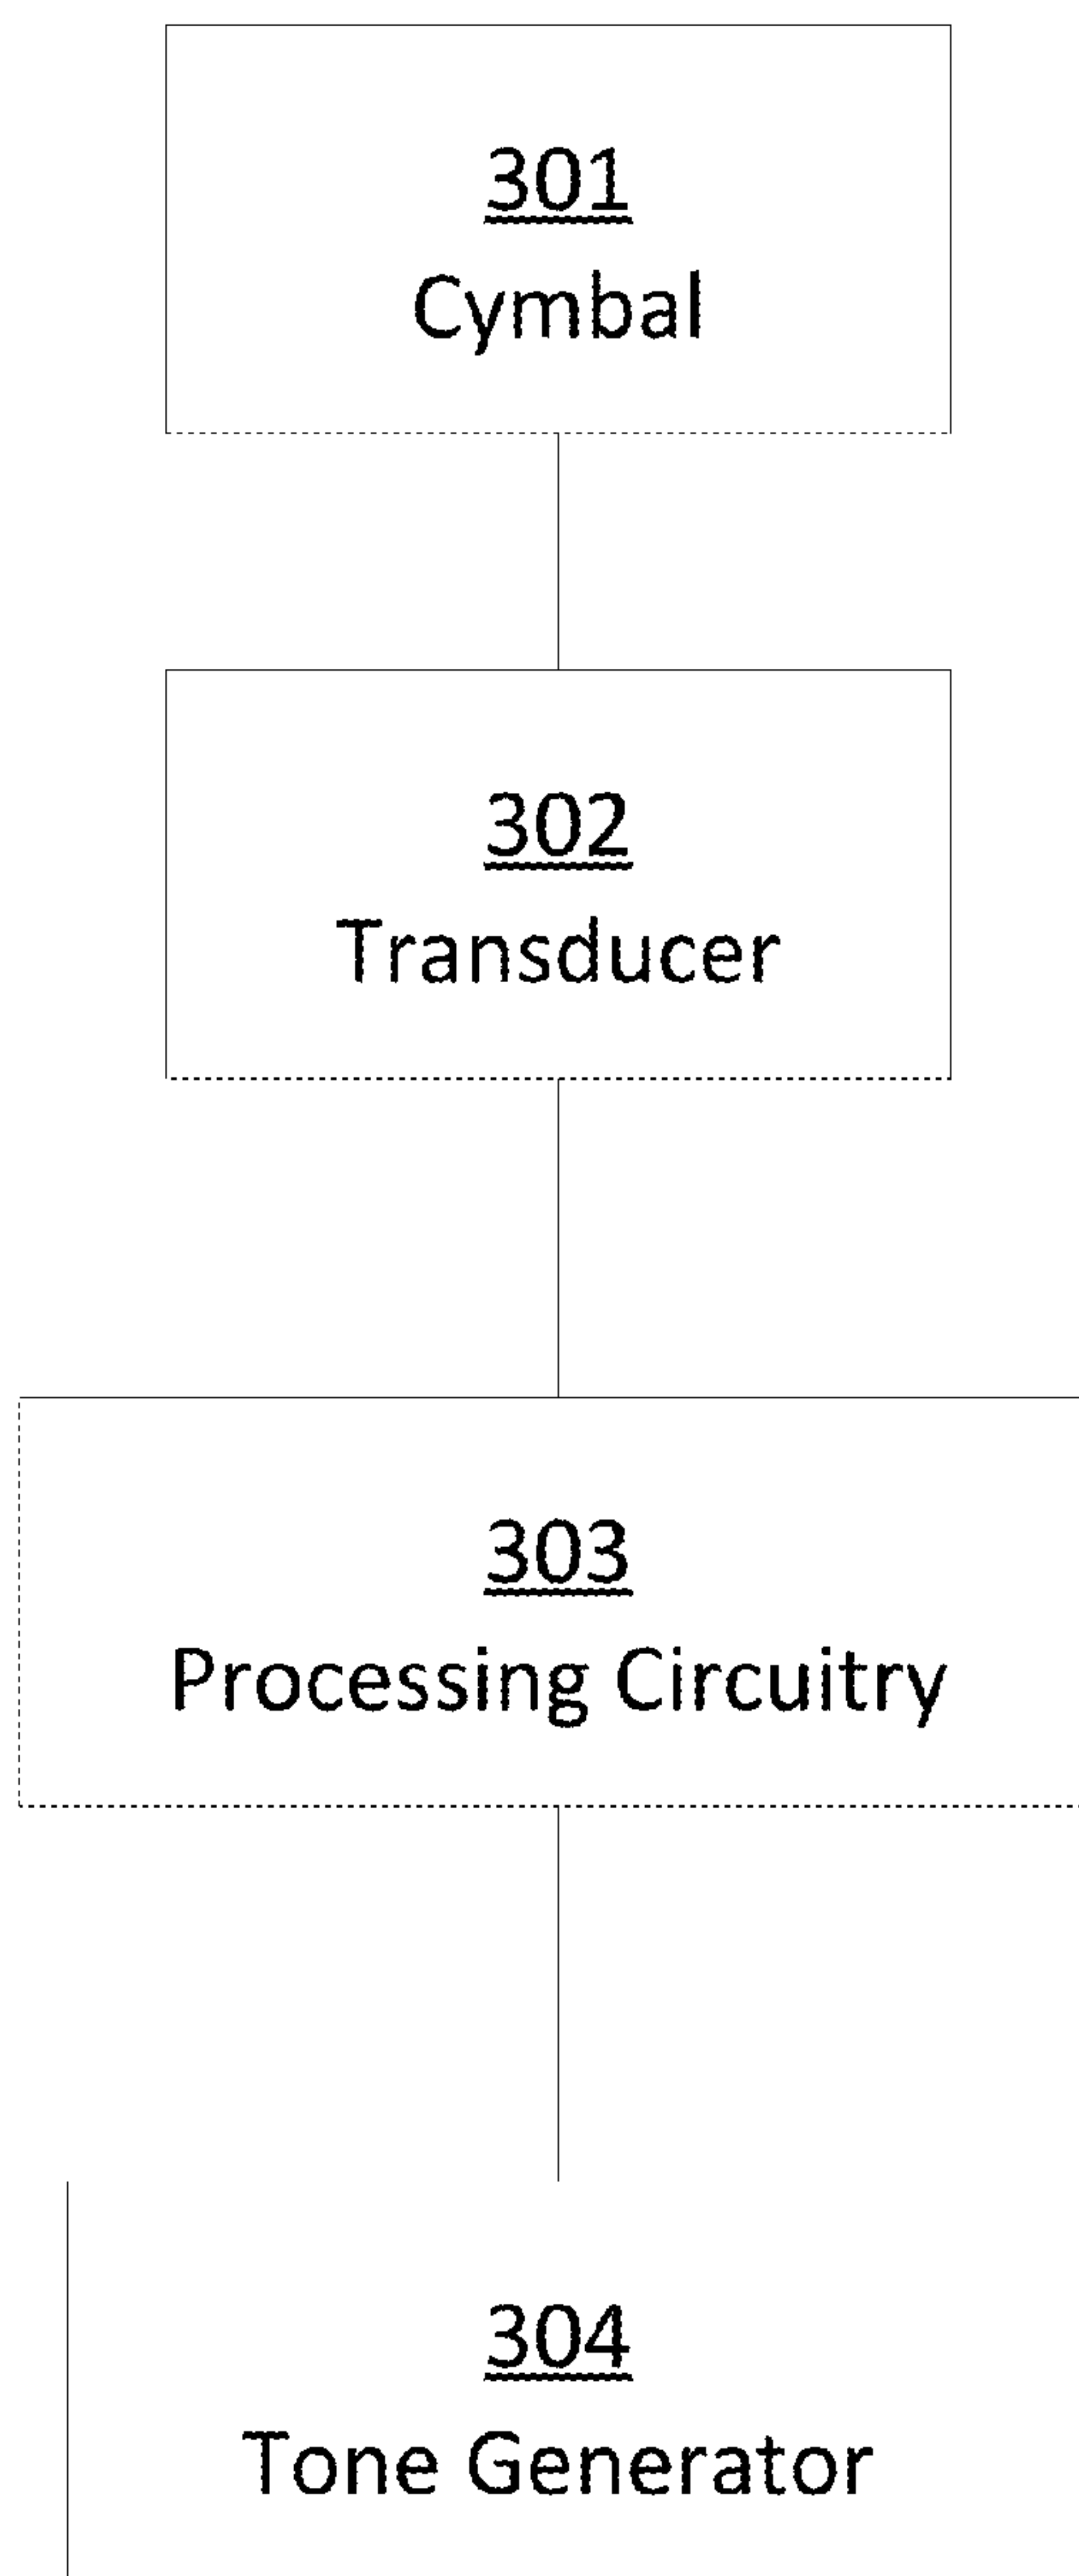 301
Cymbal
302
Transducer
303
Processing Circuitry
304
Tone Generator